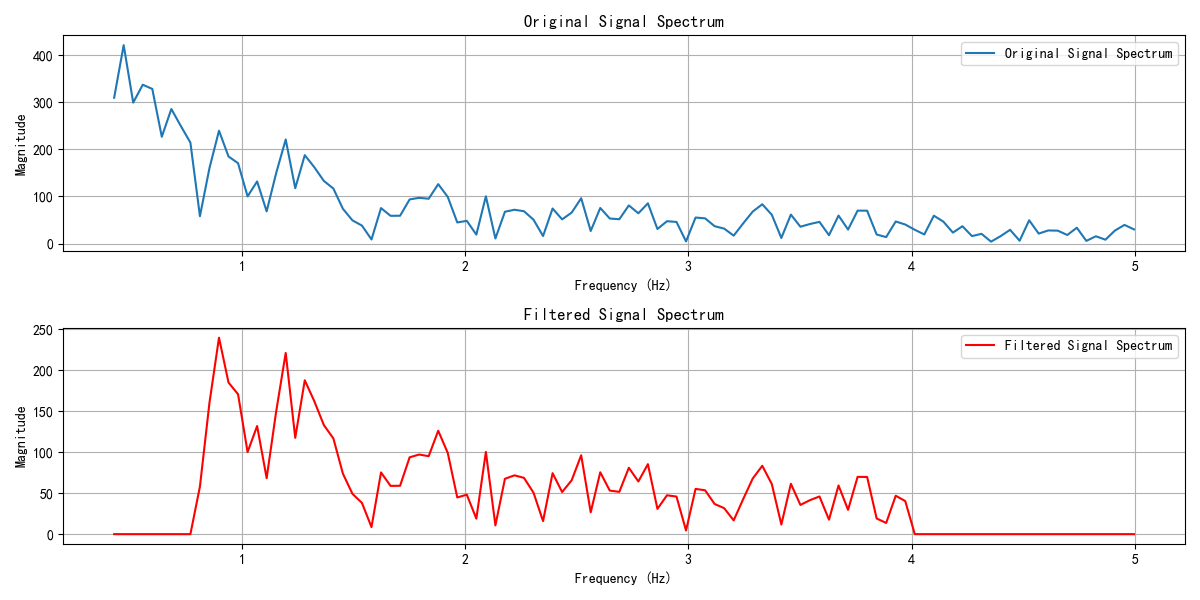 Original Signal Spectrum
400
300
200
100
0
Magnitude
Original Signal Spectrum
1 2 3 4 5
Frequency (Hz)
Filtered Signal Spectrum
250
200
150
100
50
0
Magnitude
Filtered Signal Spectrum
1 2 3 4 5
Frequency (Hz)